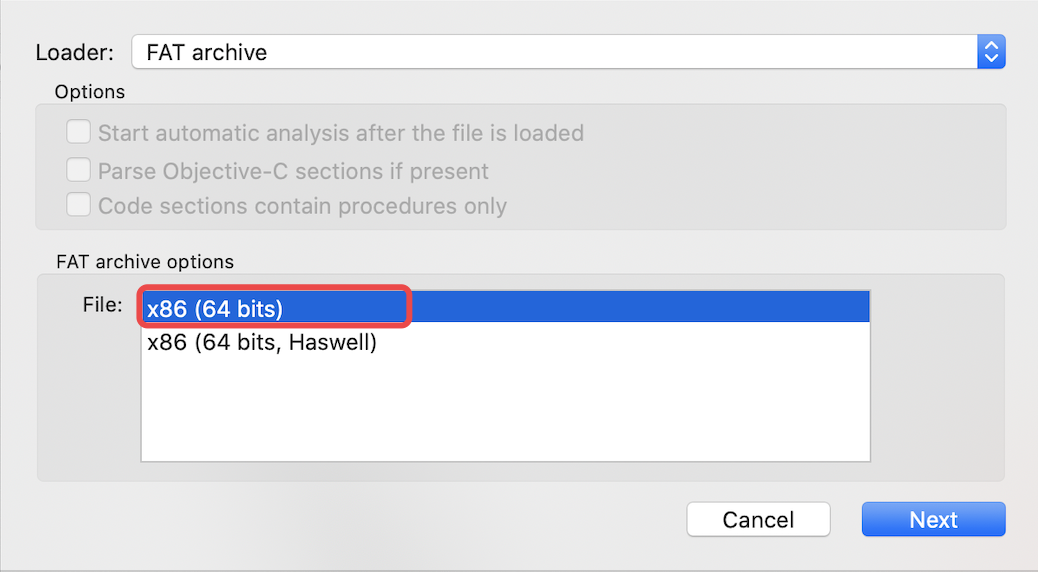 Loader: FAT archive
Options
Start automatic analysis after the file is loaded
Parse Objective-C sections if present
Code sections contain procedures only
FAT archive options
File: x86 (64 bits)
x86 (64 bits, Haswell)
Cancel Next